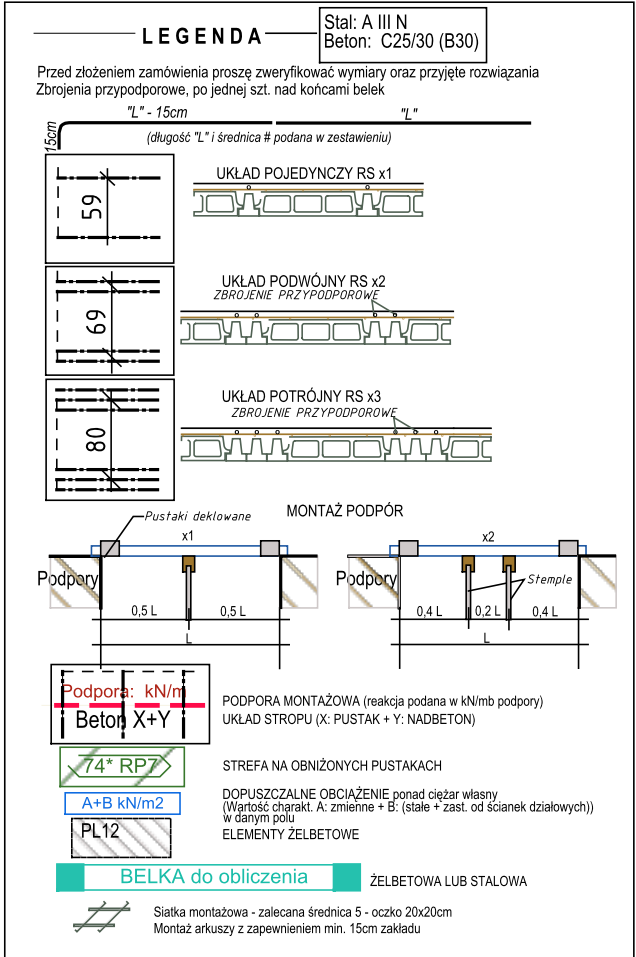 LEGENDA
Stal: A III N
Beton: C25/30 (B30)
Przed złożeniem zamówienia proszę zweryfikować wymiary oraz przyjęte rozwiązania
Zbrojenia przypodporowe, po jednej szt. nad końcami belek
"L" - 15cm
"L"
15cm
(długość "L" i średnica # podana w zestawieniu)
59
UKŁAD POJEDYNCZY RS x1
69
UKŁAD PODWÓJNY RS x2
ZBROJENIE PRZYPODPOROWE
80
UKŁAD POTRÓJNY RS x3
ZBROJENIE PRZYPODPOROWE
MONTAŻ PODPÓR
Pustaki deklowane
x1
x2
Podpory
Podpory
Stemple
0,5 L
0,5 L
0,4 L
0,2 L
0,4 L
L
L
Podpora: kN/m
Beton X+Y
PODPORA MONTAŻOWA (reakcja podana w kN/mb podpory)
UKŁAD STROPU (X: PUSTAK + Y: NADBETON)
74* RP7
STREFA NA OBNIŻONYCH PUSTAKACH
A+B kN/m2
DOPUSZCZALNE OBCIĄŻENIE ponad ciężar własny
(Wartość charakt. A: zmienne + B: (stałe + zast. od ścianek działowych))
w danym polu
PL12
ELEMENTY ŻELBETOWE
BELKA do obliczenia
ŻELBETOWA LUB STALOWA
Siatka montażowa - zalecana średnica 5 - oczko 20x20cm
Montaż arkuszy z zapewnieniem min. 15cm zakładu